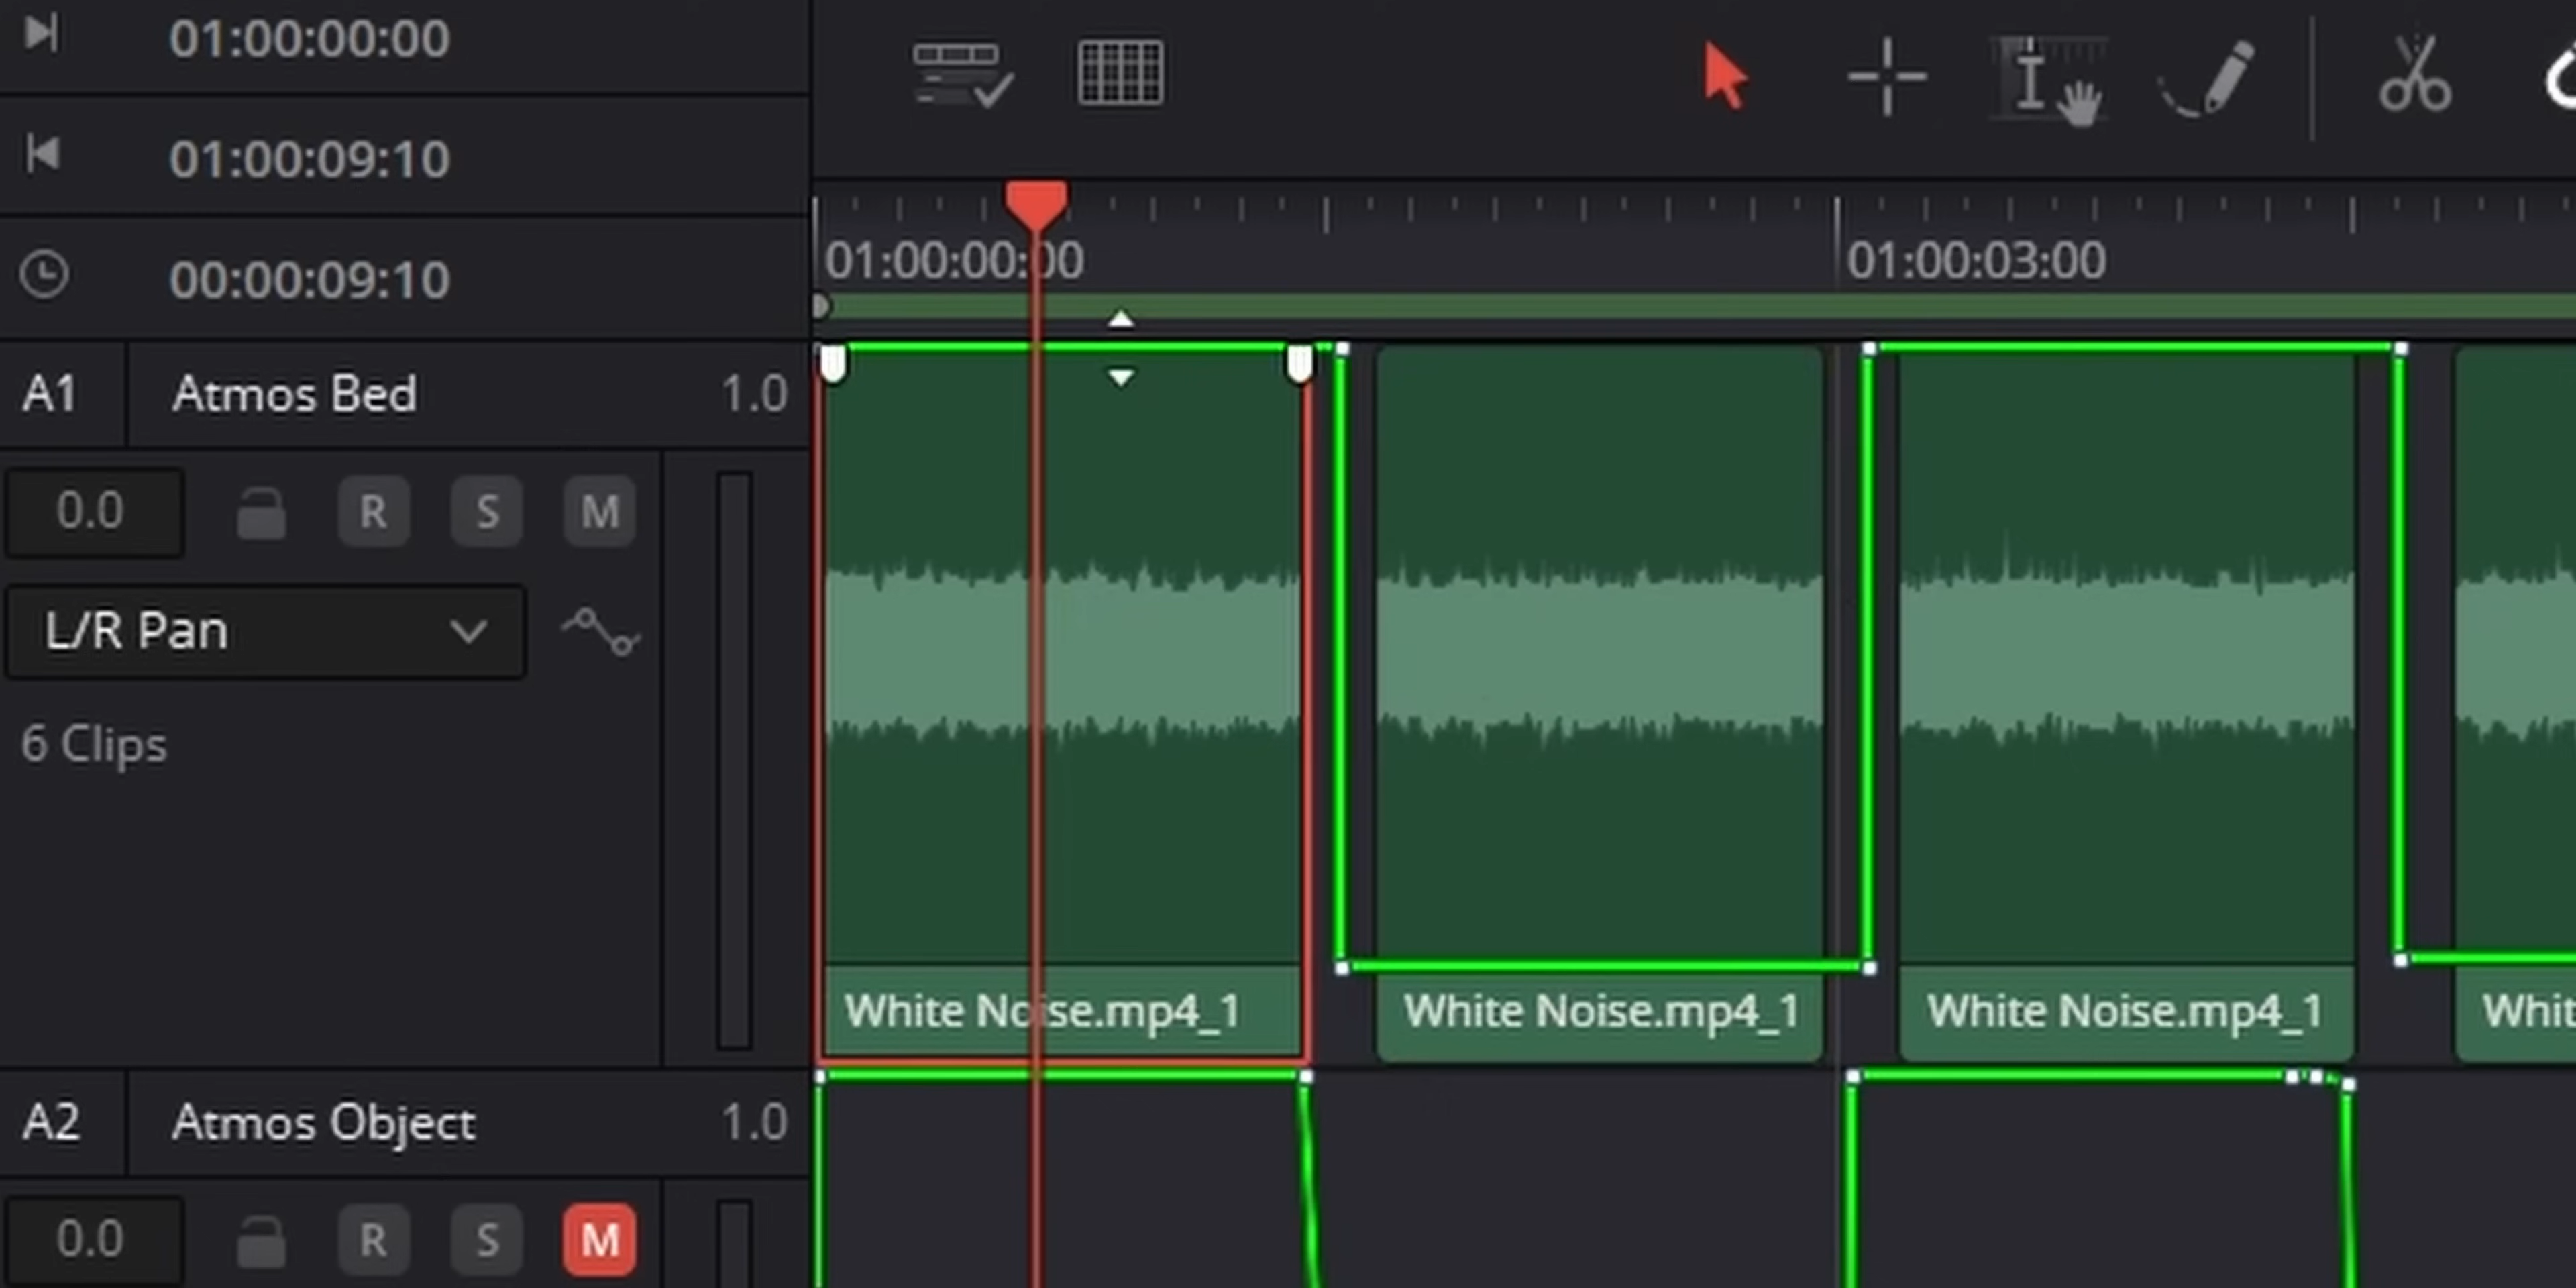 01:00:00:00
01:00:09:10
00:00:09:10
01:00:00:00 01:00:03:00
A1 Atmos Bed 1.0
0.0 R S M
L/R Pan
6 Clips
White Noise.mp4_1 White Noise.mp4_1 White Noise.mp4_1 Whit
A2 Atmos Object 1.0
0.0 R S M